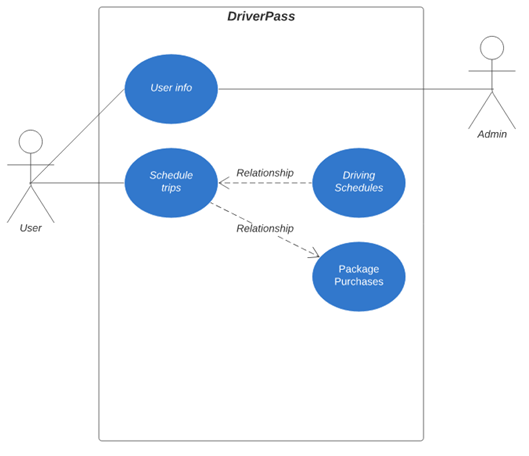 DriverPass
User info
Admin
Schedule
trips
Relationship
Driving
Schedules
User
Relationship
Package
Purchases